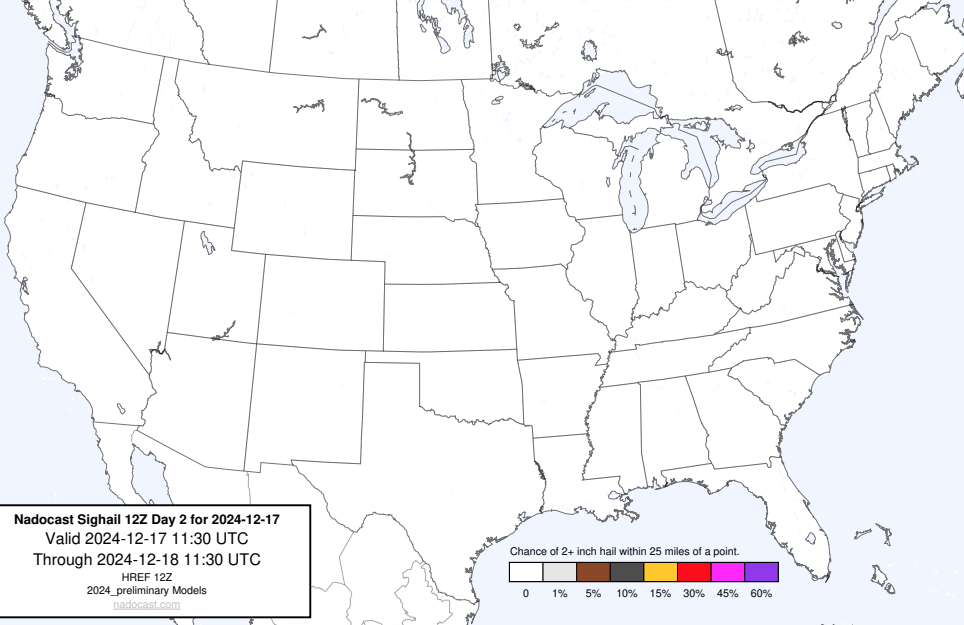 Nadocast Sighail 12Z Day 2 for 2024-12-17
Valid 2024-12-17 11:30 UTC
Through 2024-12-18 11:30 UTC
HREF 12Z
2024_preliminary Models
nadocast.com
Chance of 2+ inch hail within 25 miles of a point.
0 1% 5% 10% 15% 30% 45% 60%